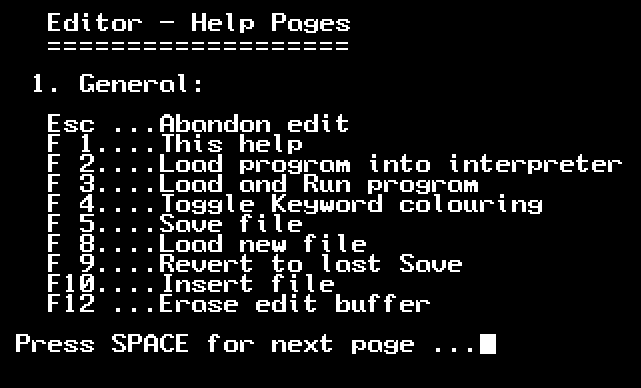 Editor - Help Pages
===================
1. General:
Esc ...Abandon edit
F 1....This help
F 2....Load program into interpreter
F 3....Load and Run program
F 4....Toggle Keyword colouring
F 5....Save file
F 8....Load new file
F 9....Revert to last Save
F10....Insert file
F12 ...Erase edit buffer
Press SPACE for next page ...